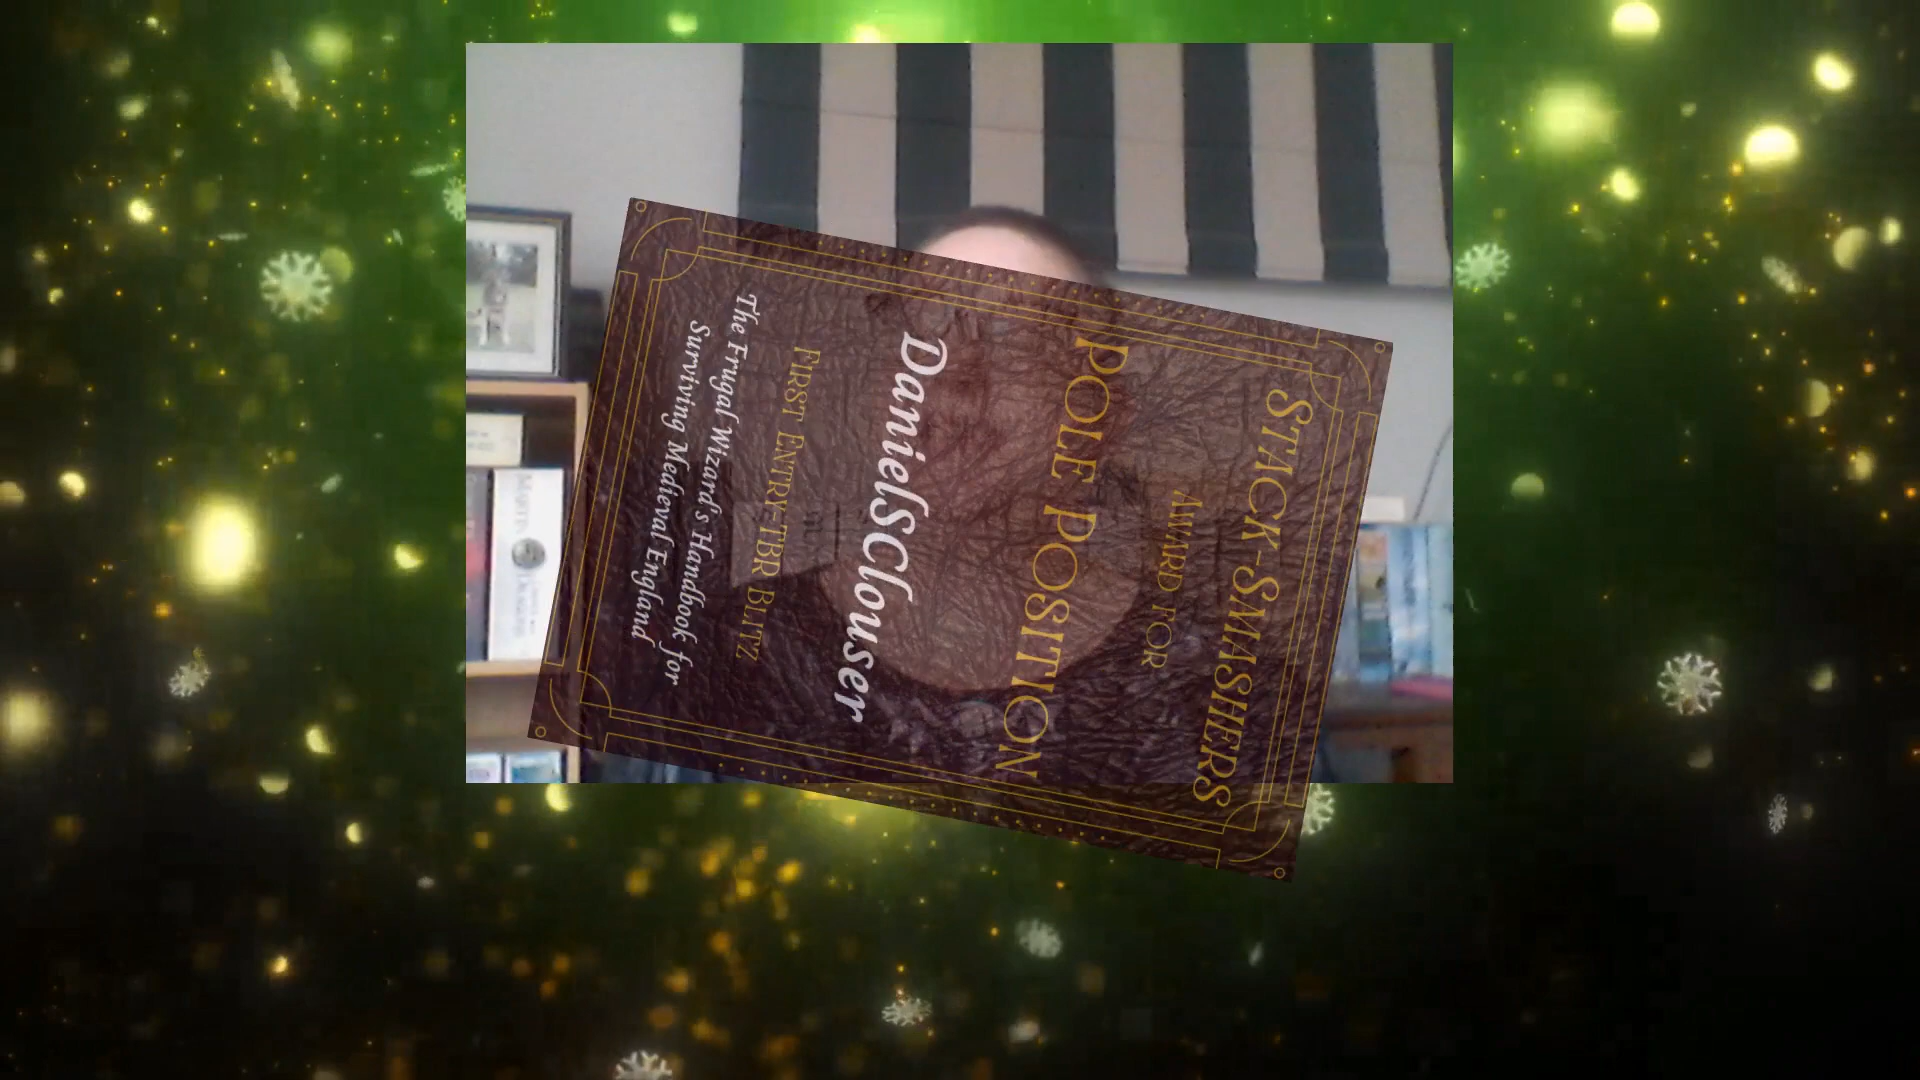 STACK-SMASHERS
AWARD FOR
POLE POSITION
DanielSClouser
FIRST ENTRY-TBR BLITZ
The Frugal Wizard's Handbook for
Surviving Medieval England